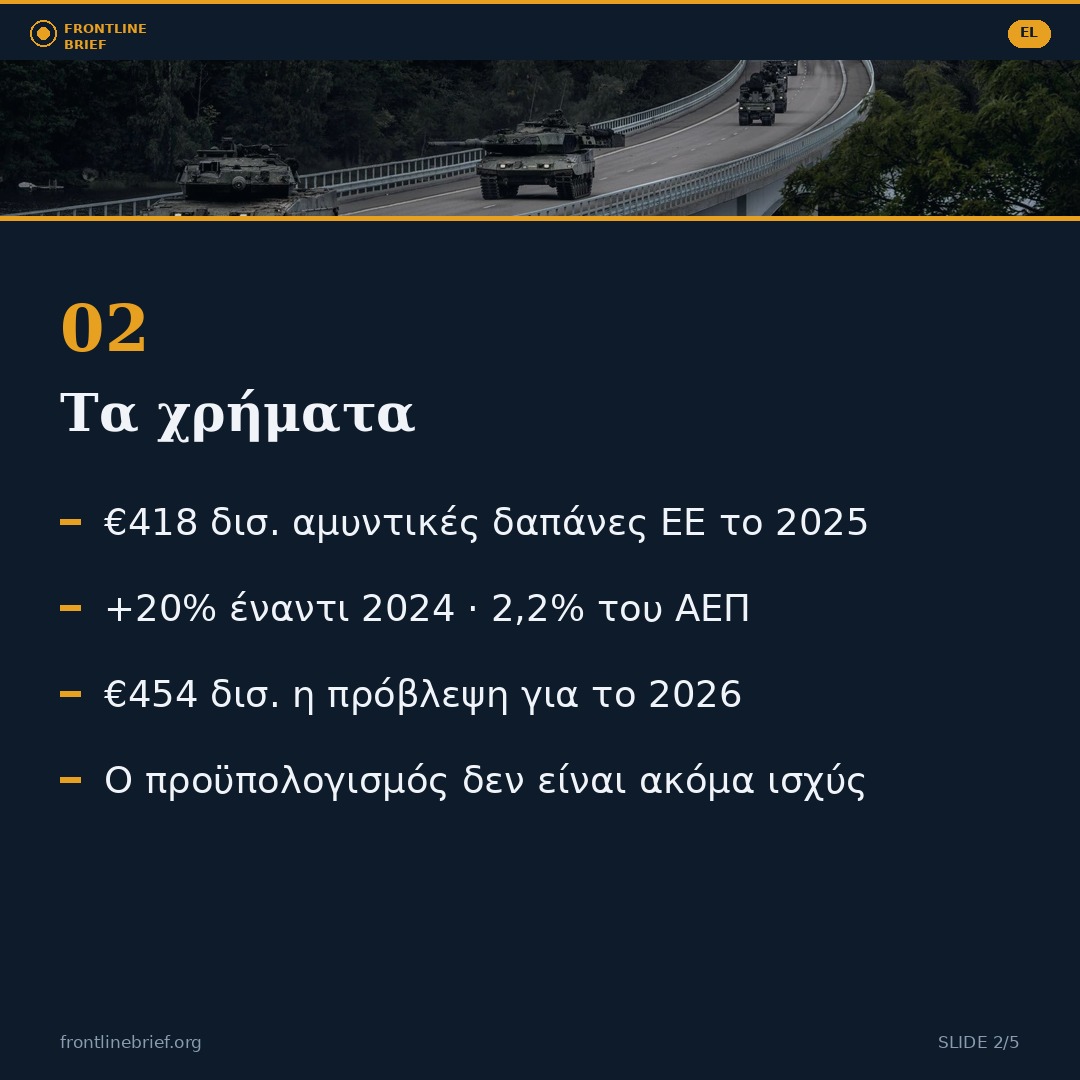 FRONTLINE
BRIEF
EL
02
Τα χρήματα
€418 δισ. αμυντικές δαπάνες ΕΕ το 2025
+20% έναντι 2024 · 2,2% του ΑΕΠ
€454 δισ. η πρόβλεψη για το 2026
Ο προϋπολογισμός δεν είναι ακόμα ισχύς
frontlinebrief.org
SLIDE 2/5